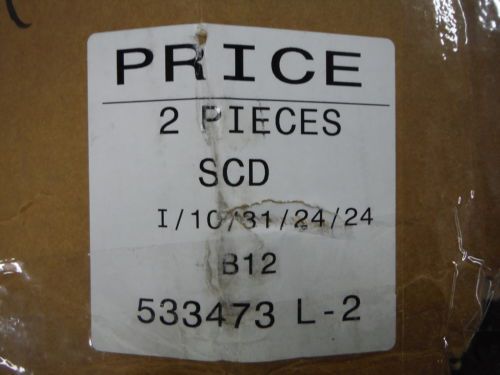 PRICE
2 PIECES
SCD
I/10/31/24/24
B12
533473 L-2